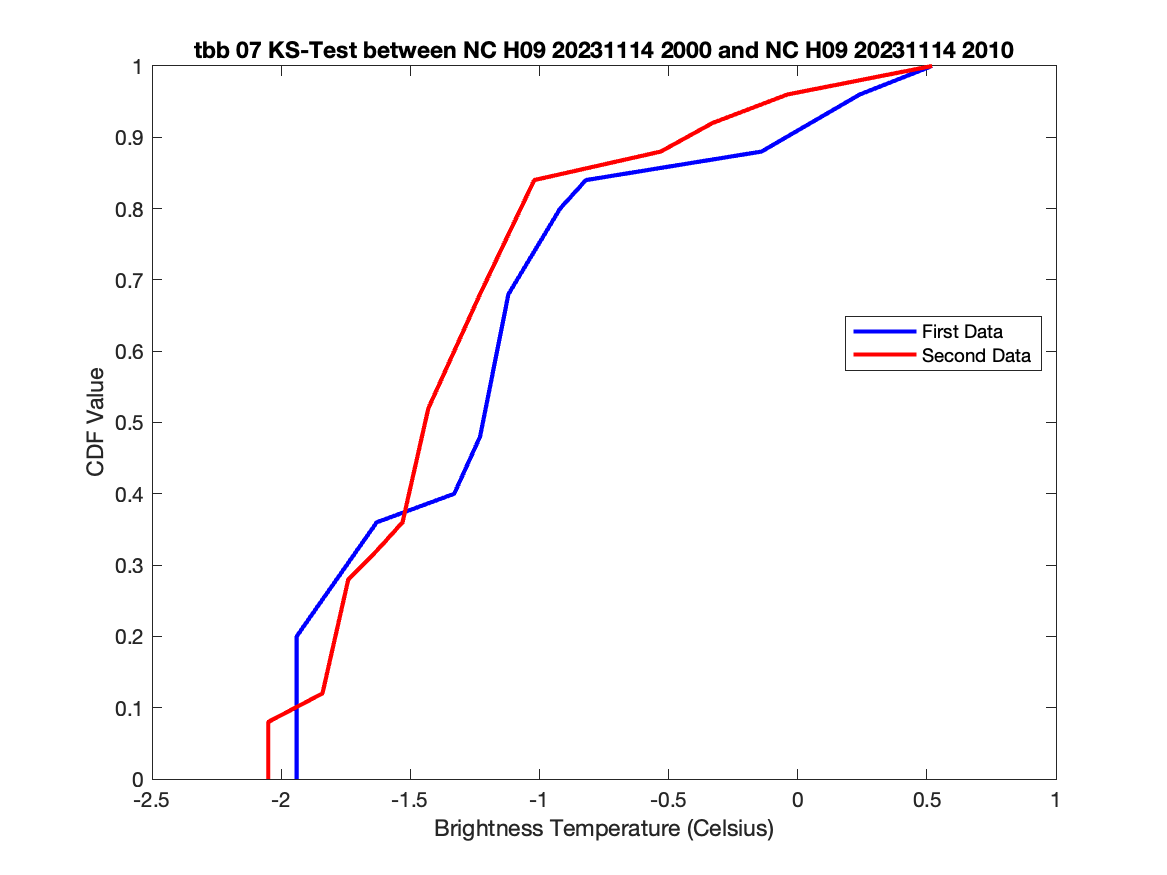 tbb 07 KS-Test between NC H09 20231114 2000 and NC H09 20231114 2010
1
0.9
0.8
0.7
0.6
0.5
0.4
0.3
0.2
0.1
0
CDF Value
First Data
Second Data
-2.5 -2 -1.5 -1 -0.5 0 0.5 1
Brightness Temperature (Celsius)